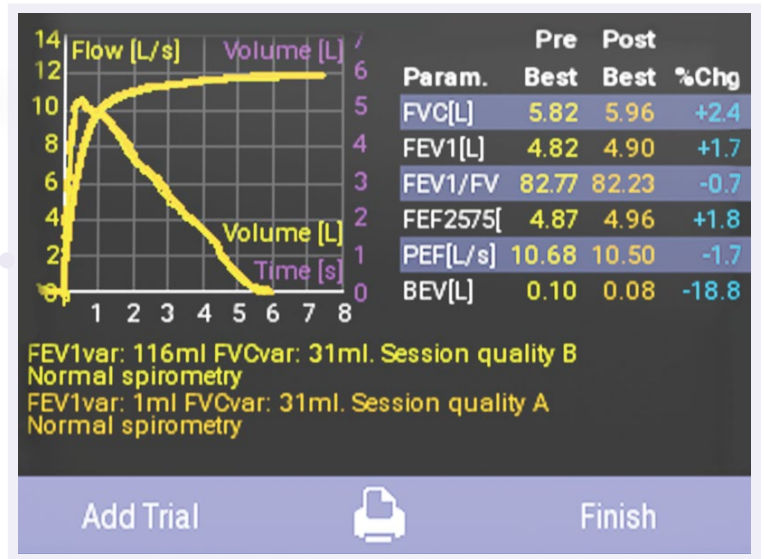 Flow [L/s]
Volume [L]
14
12
10
8
6
4
2
0
7
6
5
4
3
2
1
0
Volume [L]
Time [s]
1 2 3 4 5 6 7 8
Pre Post
Param. Best Best %Chg
FVC[L] 5.82 5.96 +2.4
FEV1[L] 4.82 4.90 +1.7
FEV1/FV 82.77 82.23 -0.7
FEF2575[ 4.87 4.96 +1.8
PEF[L/s] 10.68 10.50 -1.7
BEV[L] 0.10 0.08 -18.8
FEV1var: 116ml FVCvar: 31ml. Session quality B
Normal spirometry
FEV1var: 1ml FVCvar: 31ml. Session quality A
Normal spirometry
Add Trial
Finish